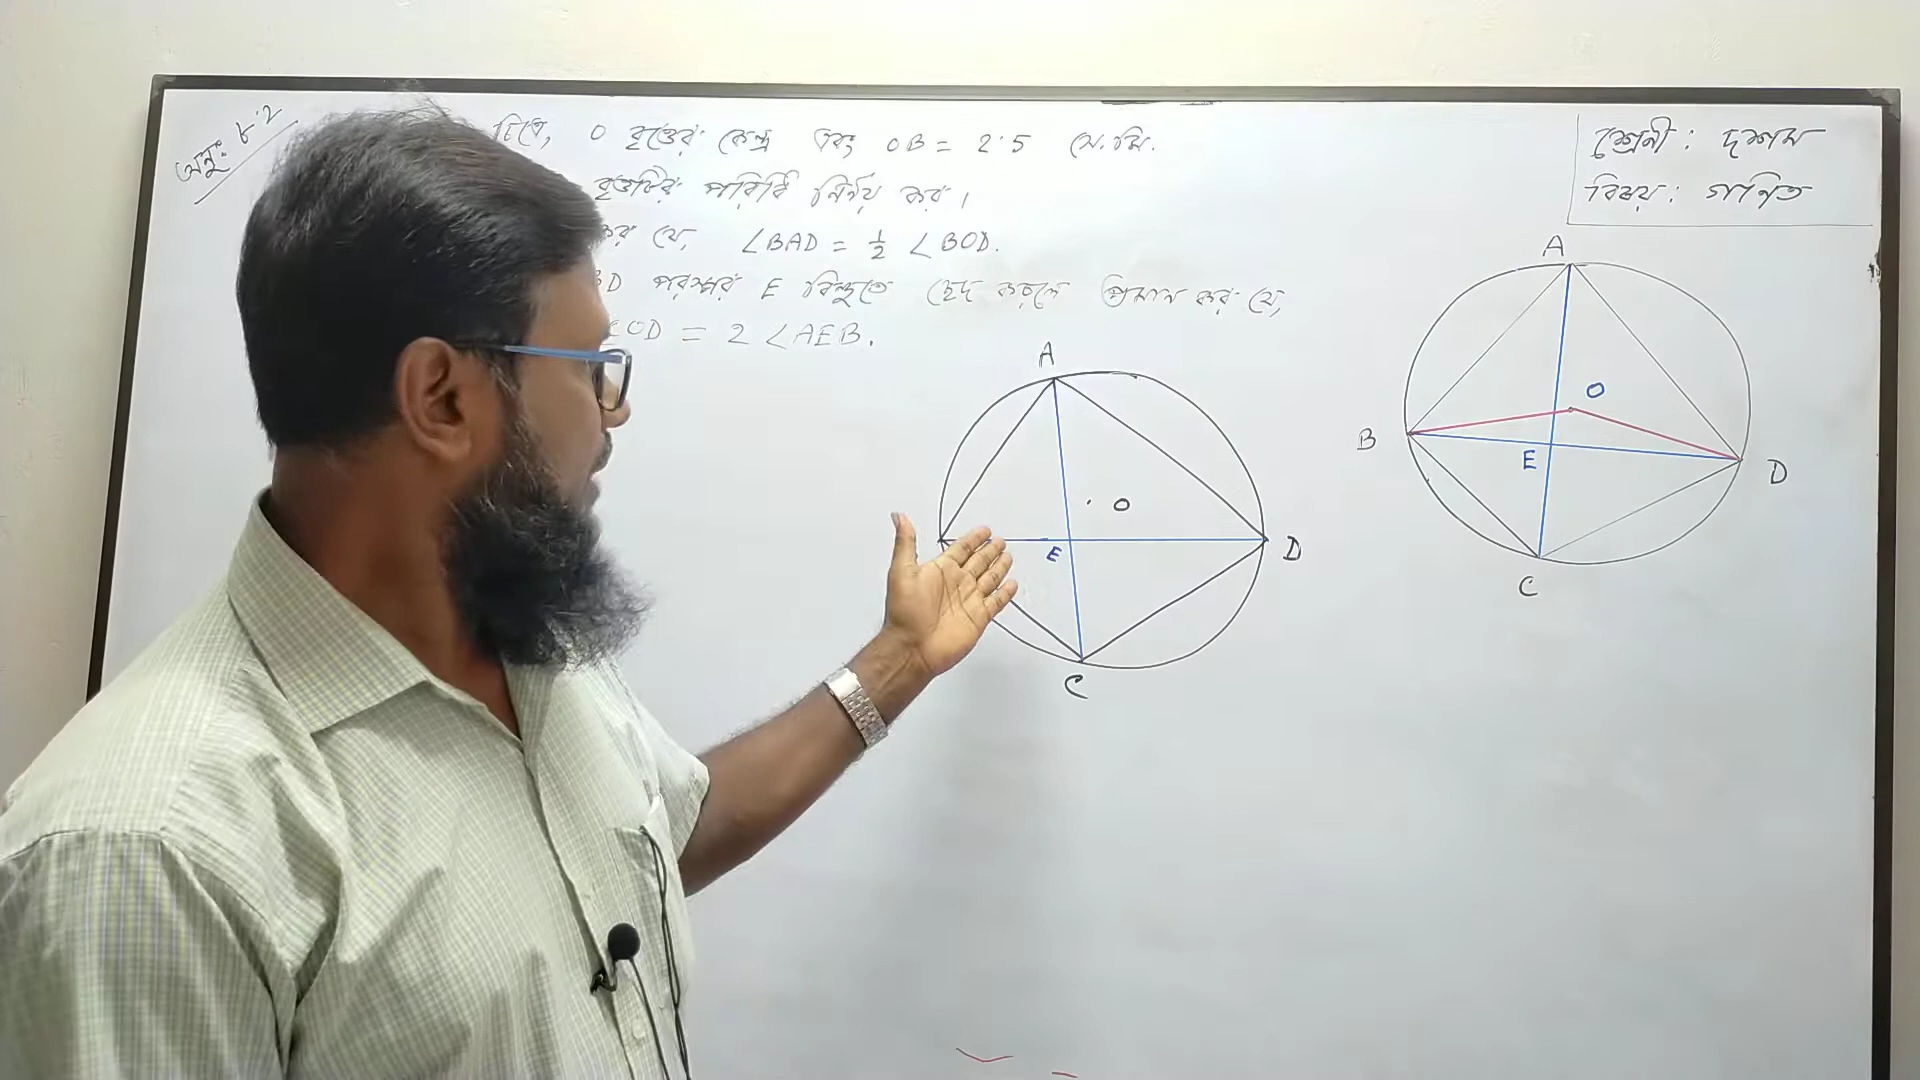 অনু: ৮.২
চিত্রে, O বৃত্তের কেন্দ্র এবং OB = 2.5 সে.মি.
বৃত্তটির পরিধি নির্ণয় কর।
কর যে, ∠BAD = 1/2 ∠BOD.
BD পরস্পর E বিন্দুতে ছেদ করলে প্রমাণ কর যে,
COD = 2 ∠AEB.
শ্রেণী: দশম
বিষয়: গণিত
A
O
E
D
C
A
O
B
E
D
C